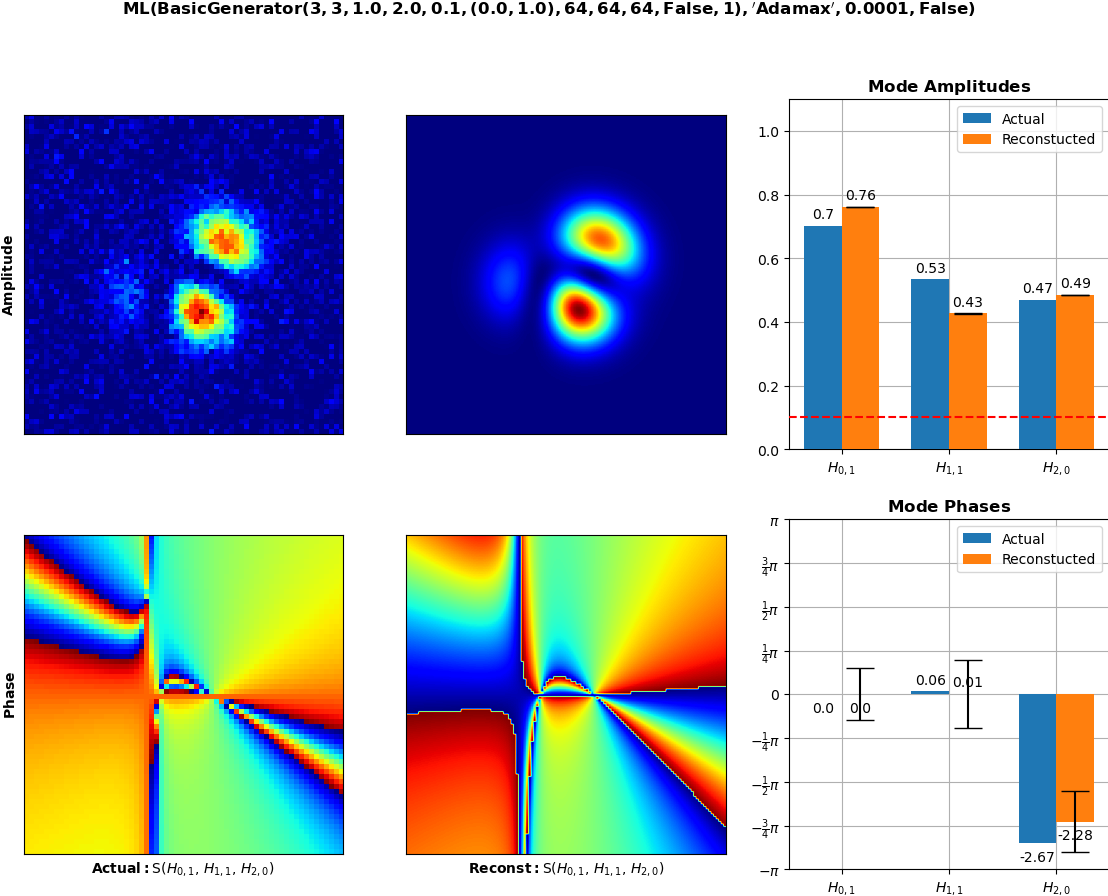 ML(BasicGenerator(3, 3, 1.0, 2.0, 0.1, (0.0, 1.0), 64, 64, 64, False, 1), ′Adamax′, 0.0001, False)
Amplitude
Mode Amplitudes
Actual
Reconstucted
1.0
0.8
0.6
0.4
0.2
0.0
0.7
0.76
0.53
0.43
0.47
0.49
H0, 1
H1, 1
H2, 0
Phase
Actual: S(H0, 1, H1, 1, H2, 0)
Reconst: S(H0, 1, H1, 1, H2, 0)
Mode Phases
Actual
Reconstucted
π
3/4π
1/2π
1/4π
0
−1/4π
−1/2π
−3/4π
−π
0.0
0.0
0.06
0.01
-2.67
-2.28
H0, 1
H1, 1
H2, 0